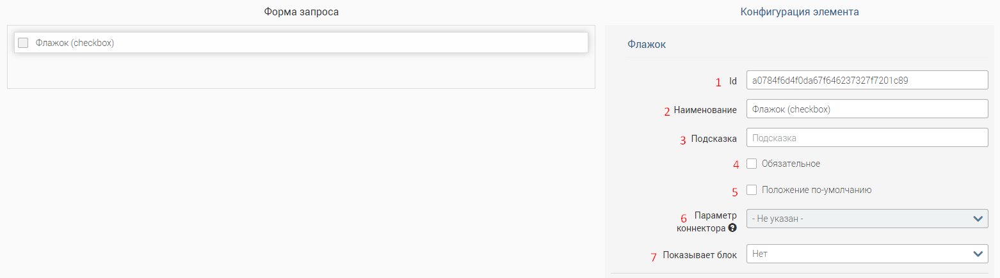 Форма запроса
Флажок (checkbox)
Конфигурация элемента
Флажок
1 Id a0784f6d4f0da67f646237327f7201c89
2 Наименование Флажок (checkbox)
3 Подсказка Подсказка
4 Обязательное
5 Положение по-умолчанию
6 Параметр
коннектора ? - Не указан -
7 Показывает блок Нет